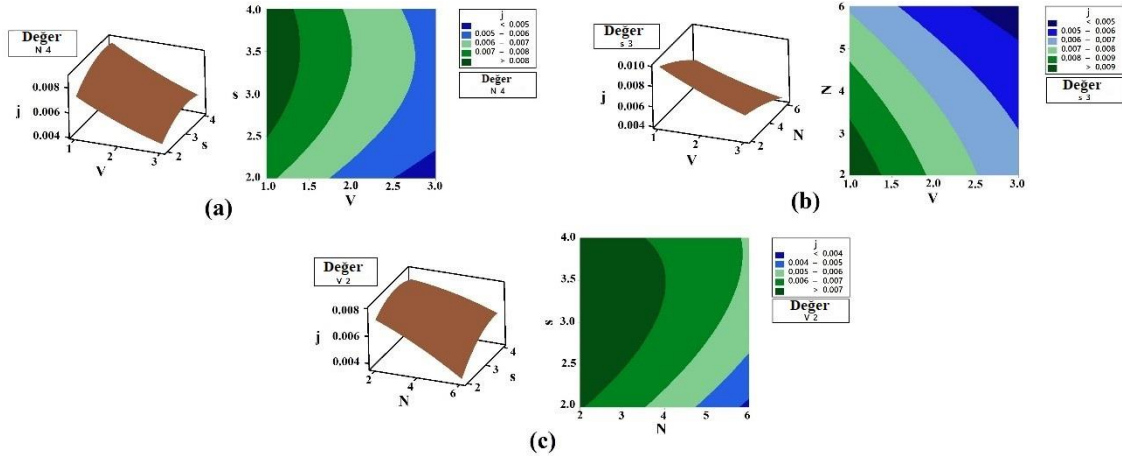 Değer
N 4
0.008
0.006
0.004
j
1
2
3
V
2
3
4
s
4.0
3.5
3.0
2.5
2.0
s
1.0
1.5
2.0
2.5
3.0
V
j
< 0.005
0.005 – 0.006
0.006 – 0.007
0.007 – 0.008
> 0.008
Değer
N 4
(a)
Değer
s 3
0.010
0.008
0.006
0.004
j
1
2
3
V
2
4
6
N
6
5
4
3
2
N
1.0
1.5
2.0
2.5
3.0
V
j
< 0.005
0.005 – 0.006
0.006 – 0.007
0.007 – 0.008
0.008 – 0.009
> 0.009
Değer
s 3
(b)
Değer
V 2
0.008
0.006
0.004
j
2
4
6
N
2
3
4
s
4.0
3.5
3.0
2.5
2.0
s
2
3
4
5
6
N
j
< 0.004
0.004 – 0.005
0.005 – 0.006
0.006 – 0.007
> 0.007
Değer
V 2
(c)